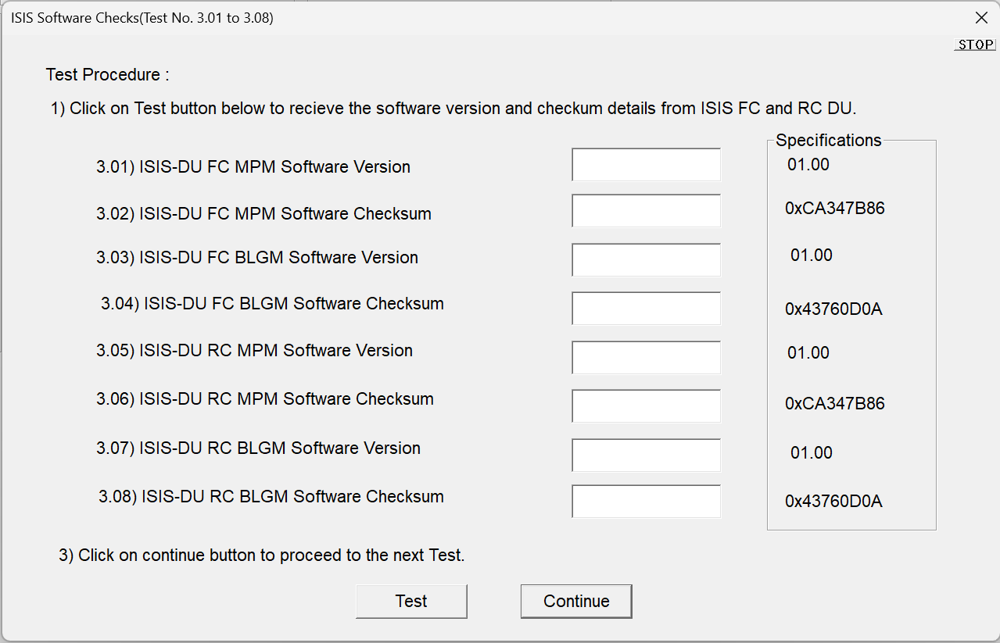 ISIS Software Checks(Test No. 3.01 to 3.08)
STOP
Test Procedure :
1) Click on Test button below to recieve the software version and checkum details from ISIS FC and RC DU.
Specifications
3.01) ISIS-DU FC MPM Software Version 01.00
3.02) ISIS-DU FC MPM Software Checksum 0xCA347B86
3.03) ISIS-DU FC BLGM Software Version 01.00
3.04) ISIS-DU FC BLGM Software Checksum 0x43760D0A
3.05) ISIS-DU RC MPM Software Version 01.00
3.06) ISIS-DU RC MPM Software Checksum 0xCA347B86
3.07) ISIS-DU RC BLGM Software Version 01.00
3.08) ISIS-DU RC BLGM Software Checksum 0x43760D0A
3) Click on continue button to proceed to the next Test.
Test Continue